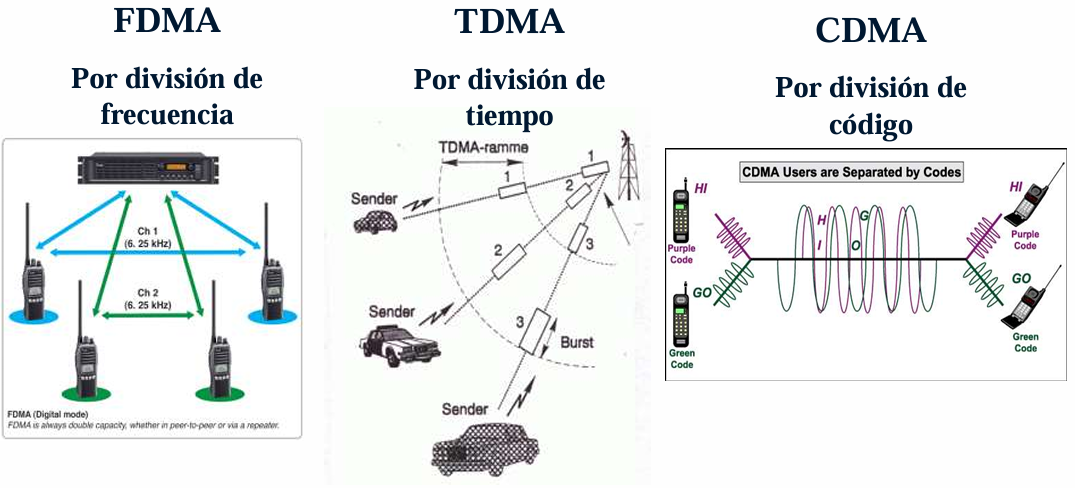 FDMA
Por división de
frecuencia
Ch 1
(6. 25 kHz)
Ch 2
(6. 25 kHz)
FDMA (Digital mode)
FDMA is always double capacity, whether in peer-to-peer or via a repeater.
TDMA
Por división de
tiempo
TDMA-ramme
1
1
2
Sender
3
2
Sender
3
Burst
Sender
CDMA
Por división de
código
CDMA Users are Separated by Codes
HI
Purple
Code
GO
Green
Code
H
G
I
O
HI
Purple
Code
GO
Green
Code